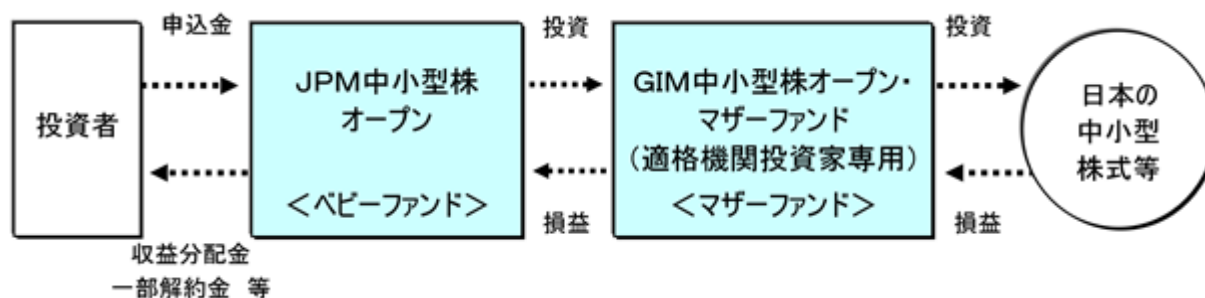 申込金
投資
投資
投資者
JPM中小型株
オープン
<ベビーファンド>
GIM中小型株オープン・
マザーファンド
(適格機関投資家専用)
<マザーファンド>
日本の
中小型
株式等
収益分配金
一部解約金 等
損益
損益